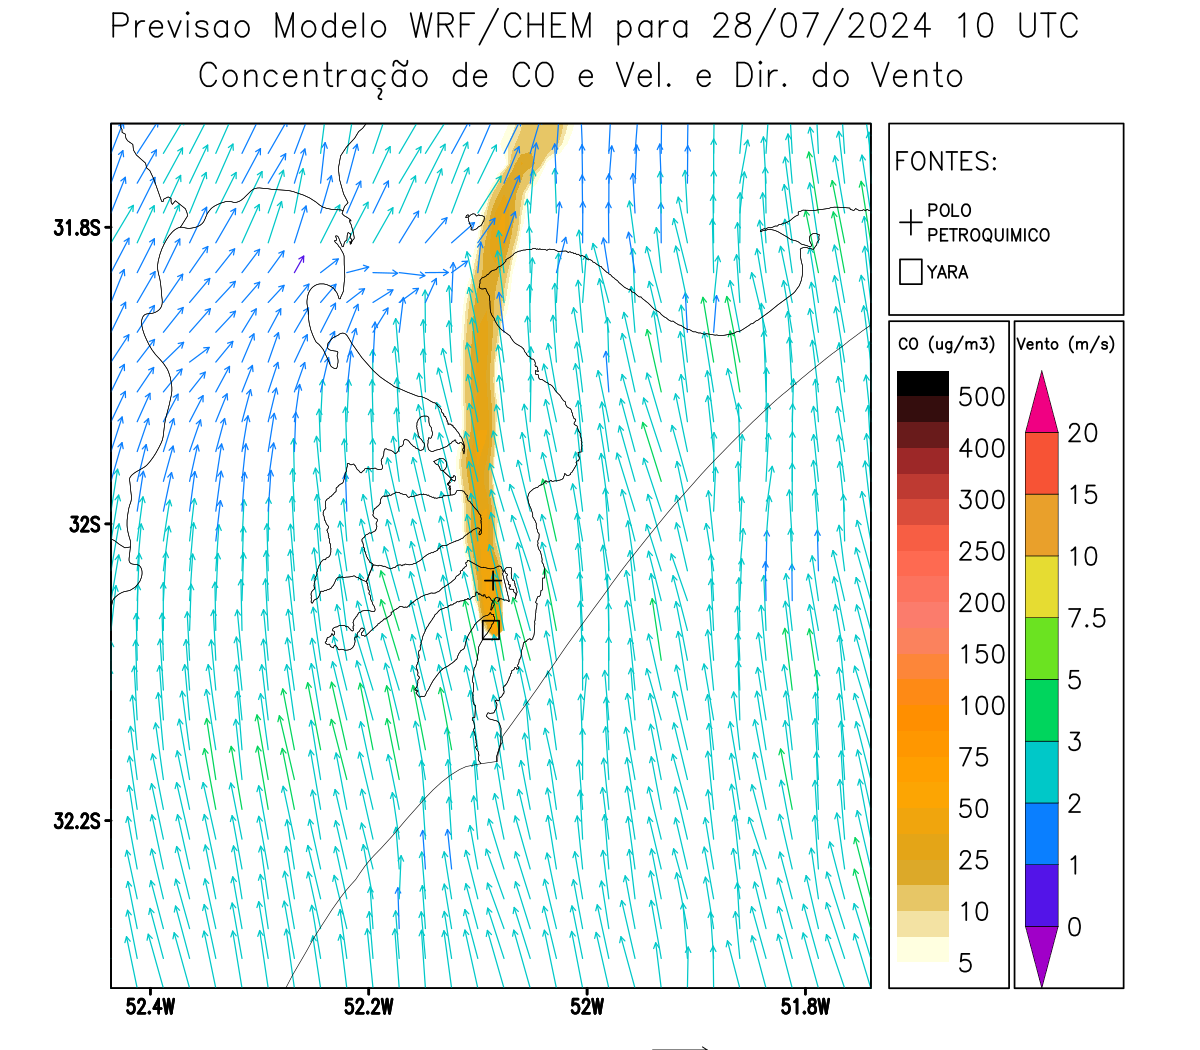 Previsao Modelo WRF/CHEM para 28/07/2024 10 UTC
Concentração de CO e Vel. e Dir. do Vento
FONTES:
POLO
PETROQUIMICO
YARA
31.8S
32S
32.2S
52.4W
52.2W
52W
51.8W
CO (ug/m3)
500
400
300
250
200
150
100
75
50
25
10
5
Vento (m/s)
20
15
10
7.5
5
3
2
1
0